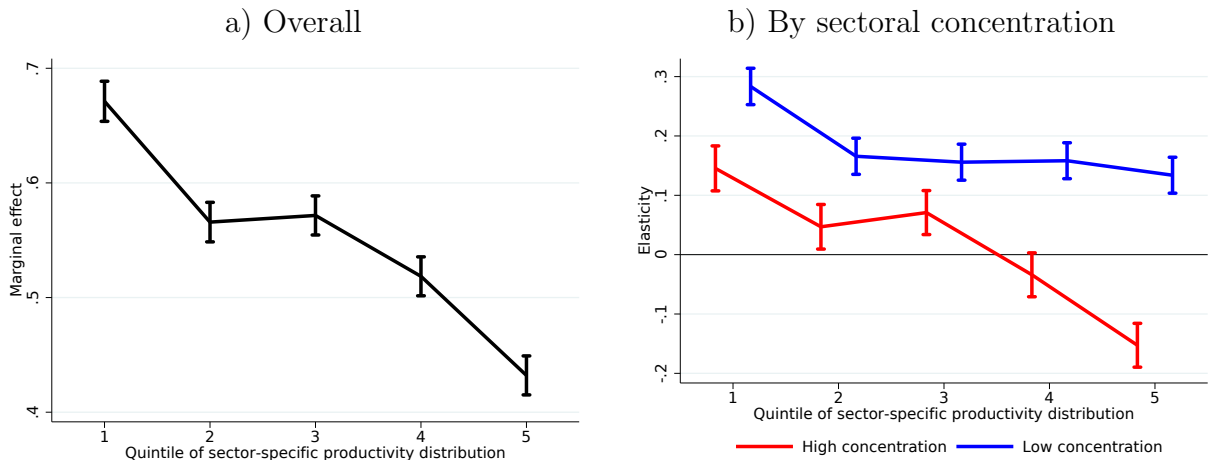 a) Overall
Marginal effect
.7
.6
.5
.4
1 2 3 4 5
Quintile of sector-specific productivity distribution
b) By sectoral concentration
Elasticity
.3
.2
.1
0
-.1
-.2
1 2 3 4 5
Quintile of sector-specific productivity distribution
High concentration Low concentration